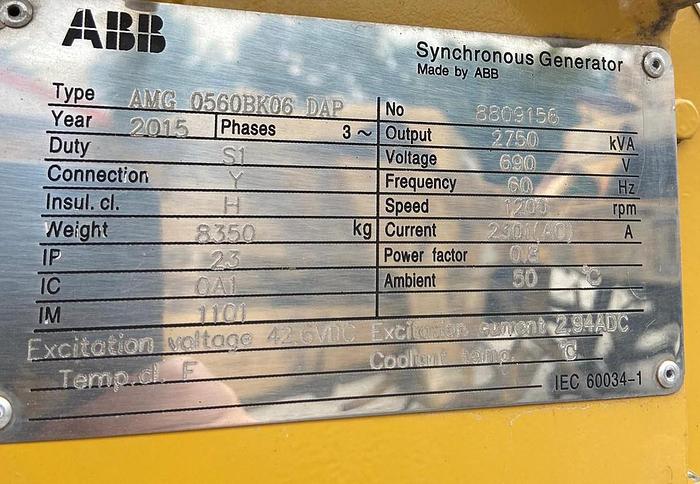 ABB
Synchronous Generator
Made by ABB
Type AMG 0560BK06 DAP No 8809156
Year 2015 Phases 3 ~ Output 2750 kVA
Duty S1 Voltage 690 V
Connection Y Frequency 60 Hz
Insul. cl. H Speed 1200 rpm
Weight 8350 kg Current 2301(AC) A
IP 23 Power factor 0,8
IC 0A1 Ambient 50 °C
IM 1101
Excitation voltage 42,6VDC Excitation current 2.94ADC
Temp.cl. F Coolant temp. °C
IEC 60034-1